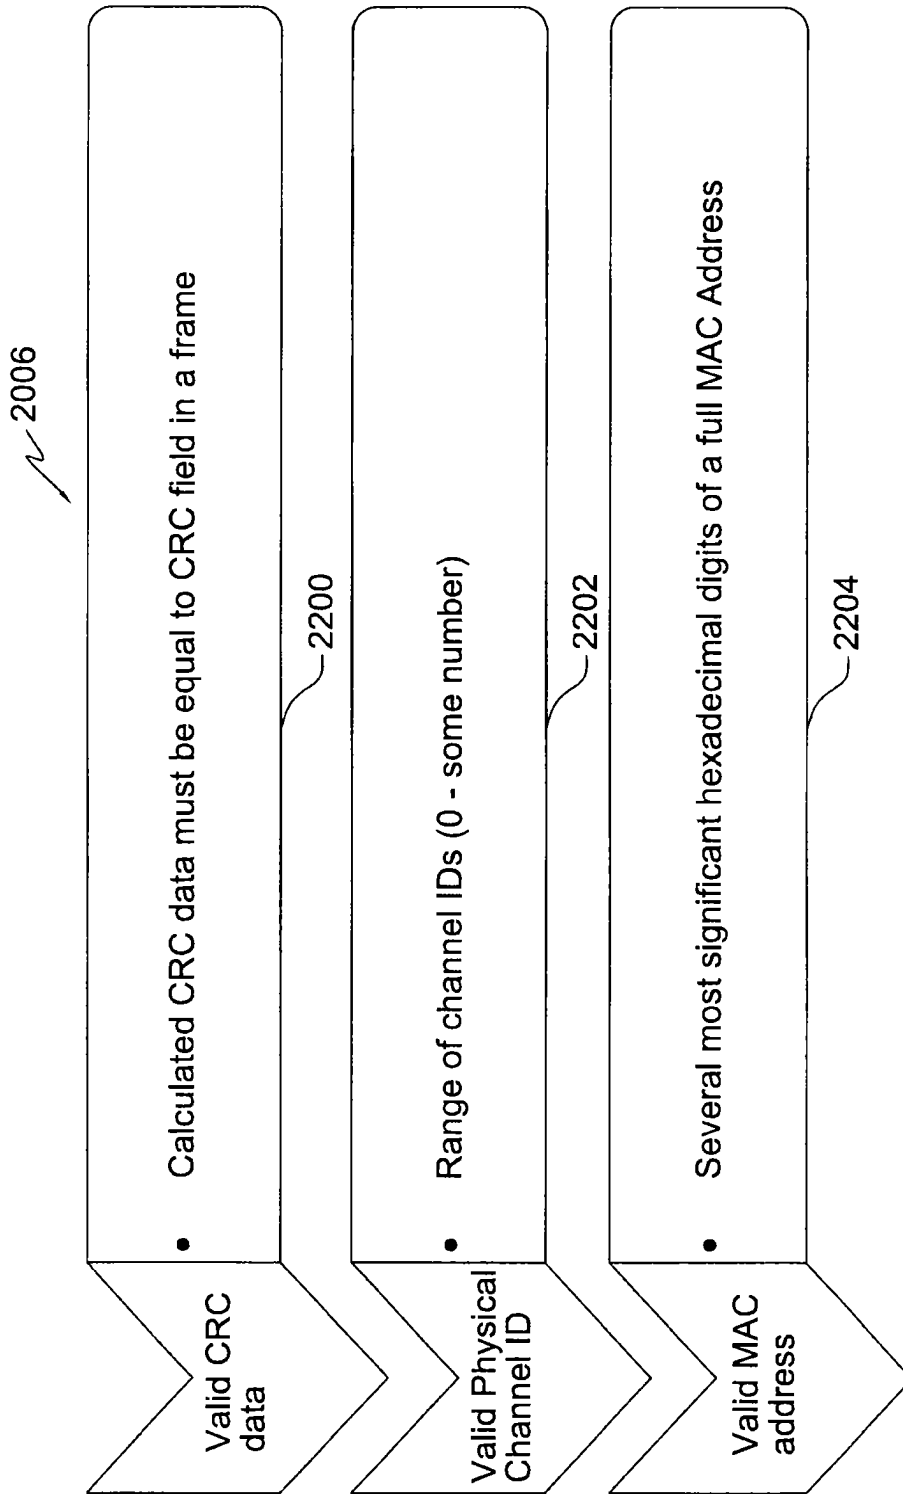 2006
Valid CRC
data
• Calculated CRC data must be equal to CRC field in a frame
2200
Valid Physical
Channel ID
• Range of channel IDs (0 - some number)
2202
Valid MAC
address
• Several most significant hexadecimal digits of a full MAC Address
2204